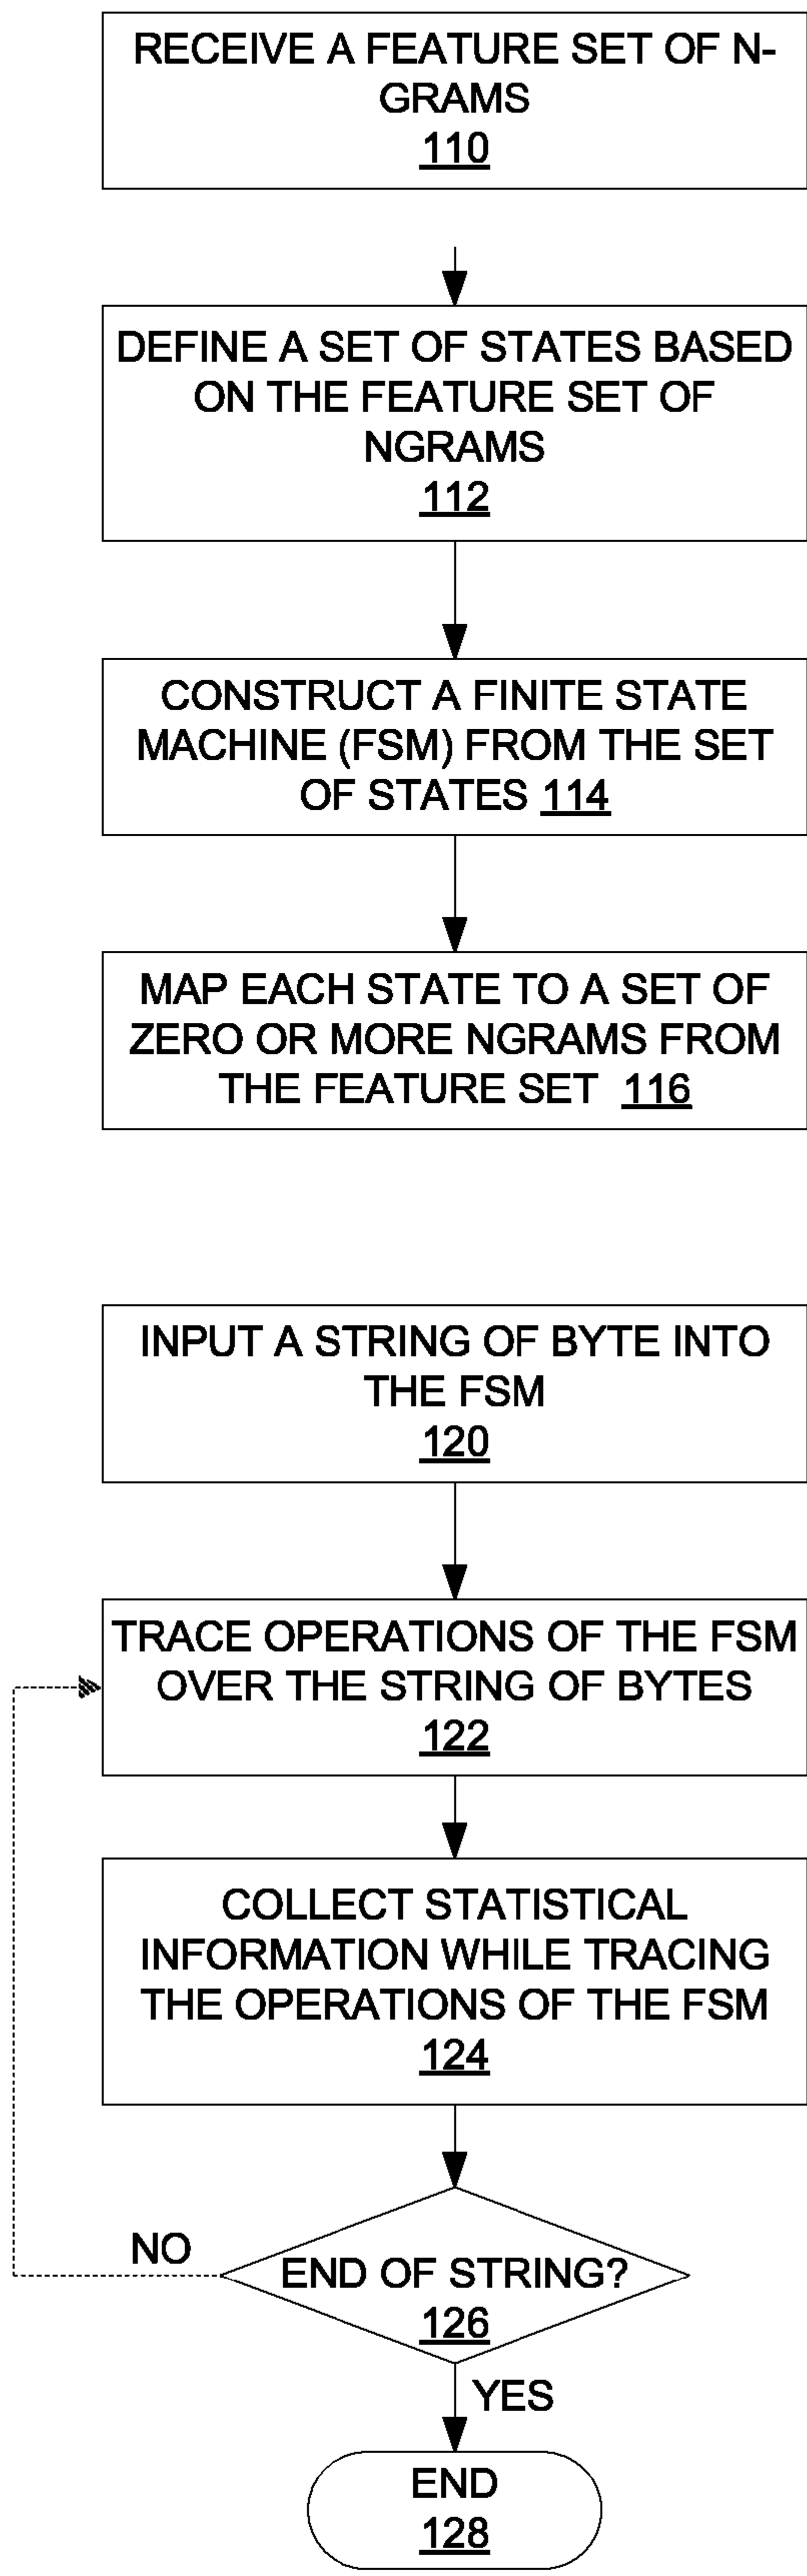 RECEIVE A FEATURE SET OF N-
GRAMS
110
DEFINE A SET OF STATES BASED
ON THE FEATURE SET OF
NGRAMS
112
CONSTRUCT A FINITE STATE
MACHINE (FSM) FROM THE SET
OF STATES 114
MAP EACH STATE TO A SET OF
ZERO OR MORE NGRAMS FROM
THE FEATURE SET 116
INPUT A STRING OF BYTE INTO
THE FSM
120
TRACE OPERATIONS OF THE FSM
OVER THE STRING OF BYTES
122
COLLECT STATISTICAL
INFORMATION WHILE TRACING
THE OPERATIONS OF THE FSM
124
NO
END OF STRING?
126
YES
END
128